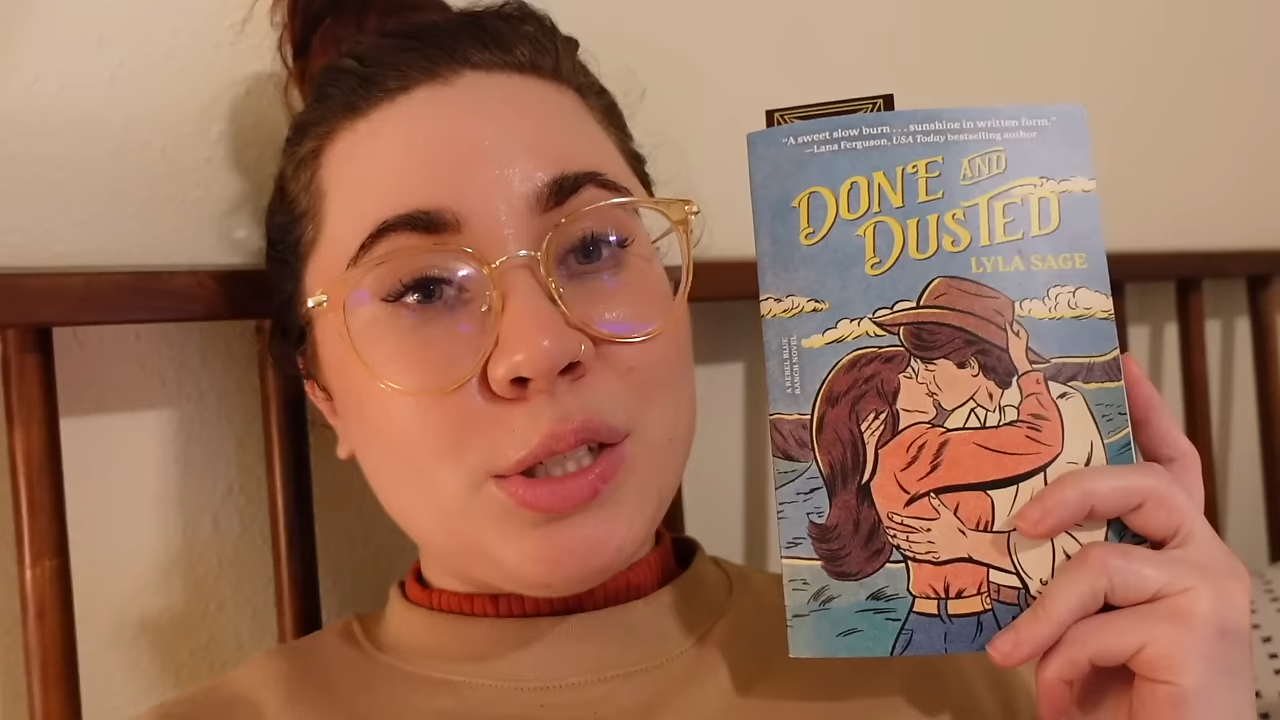 "A sweet slow burn . . . sunshine in written form."
—Lana Ferguson, USA Today bestselling author
DONE AND
DUSTED
LYLA SAGE
A REBEL BLUE
RANCH NOVEL